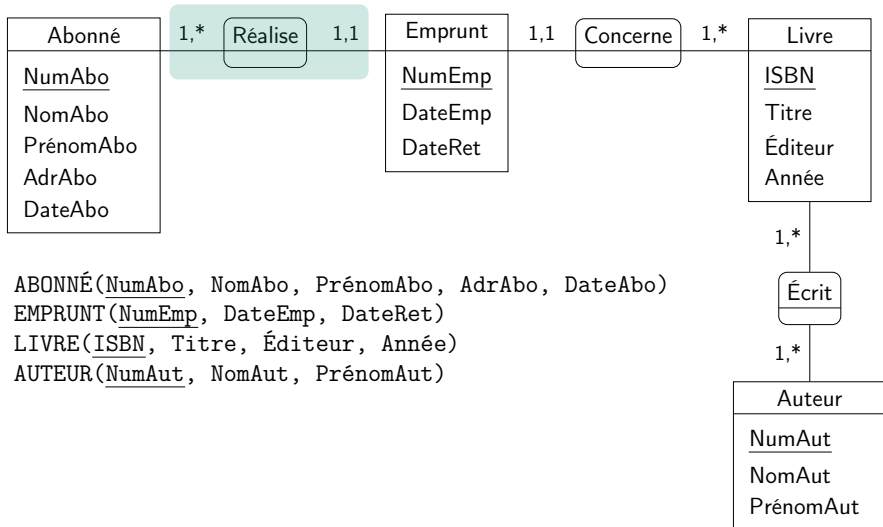 Abonné 1,* Réalise 1,1 Emprunt 1,1 Concerne 1,* Livre
NumAbo
NomAbo
PrénomAbo
AdrAbo
DateAbo
NumEmp
DateEmp
DateRet
ISBN
Titre
Éditeur
Année
1,*
Écrit
1,*
Auteur
NumAut
NomAut
PrénomAut
ABONNÉ(NumAbo, NomAbo, PrénomAbo, AdrAbo, DateAbo)
EMPRUNT(NumEmp, DateEmp, DateRet)
LIVRE(ISBN, Titre, Éditeur, Année)
AUTEUR(NumAut, NomAut, PrénomAut)